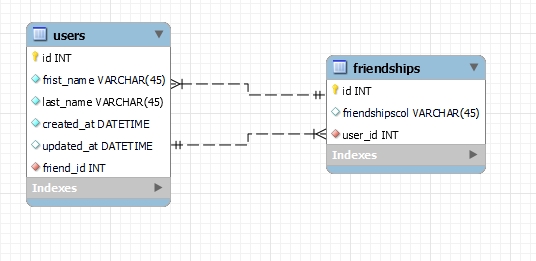 users
id INT
frist_name VARCHAR(45)
last_name VARCHAR(45)
created_at DATETIME
updated_at DATETIME
friend_id INT
Indexes
friendships
id INT
friendshipscol VARCHAR(45)
user_id INT
Indexes